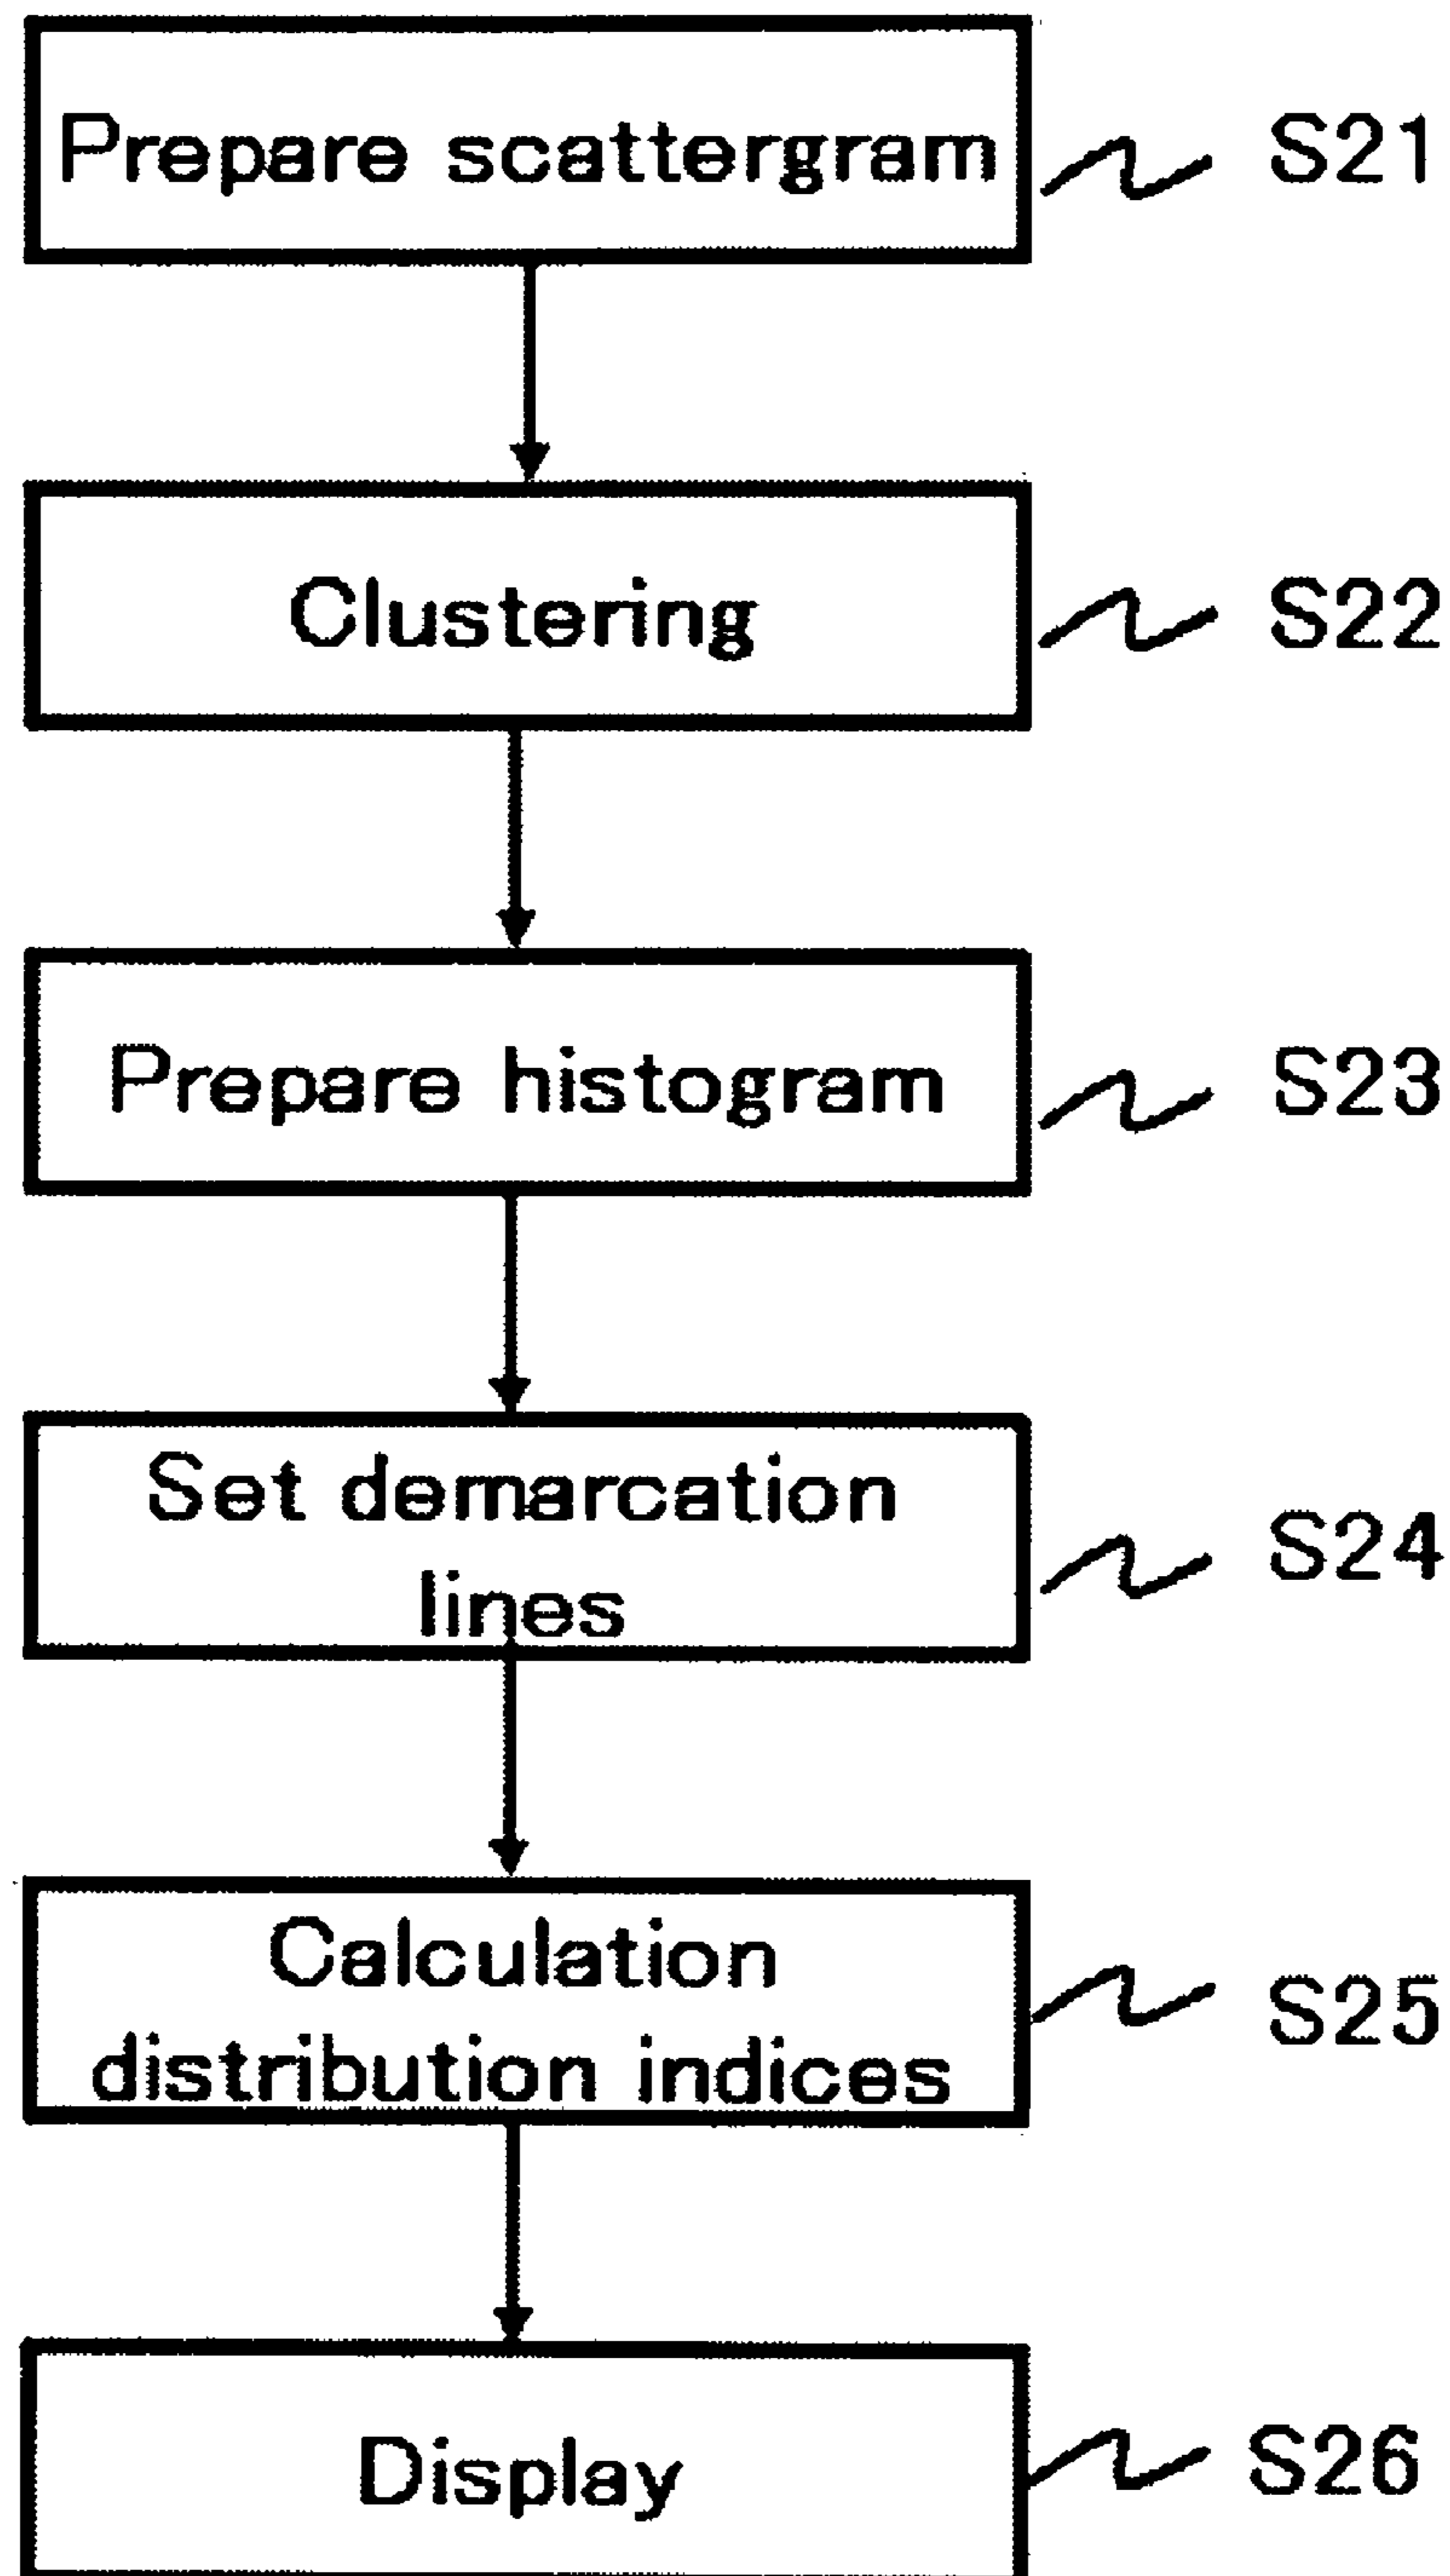 Prepare scattergram S21
Clustering S22
Prepare histogram S23
Set demarcation
lines
S24
Calculation
distribution indices
S25
Display S26